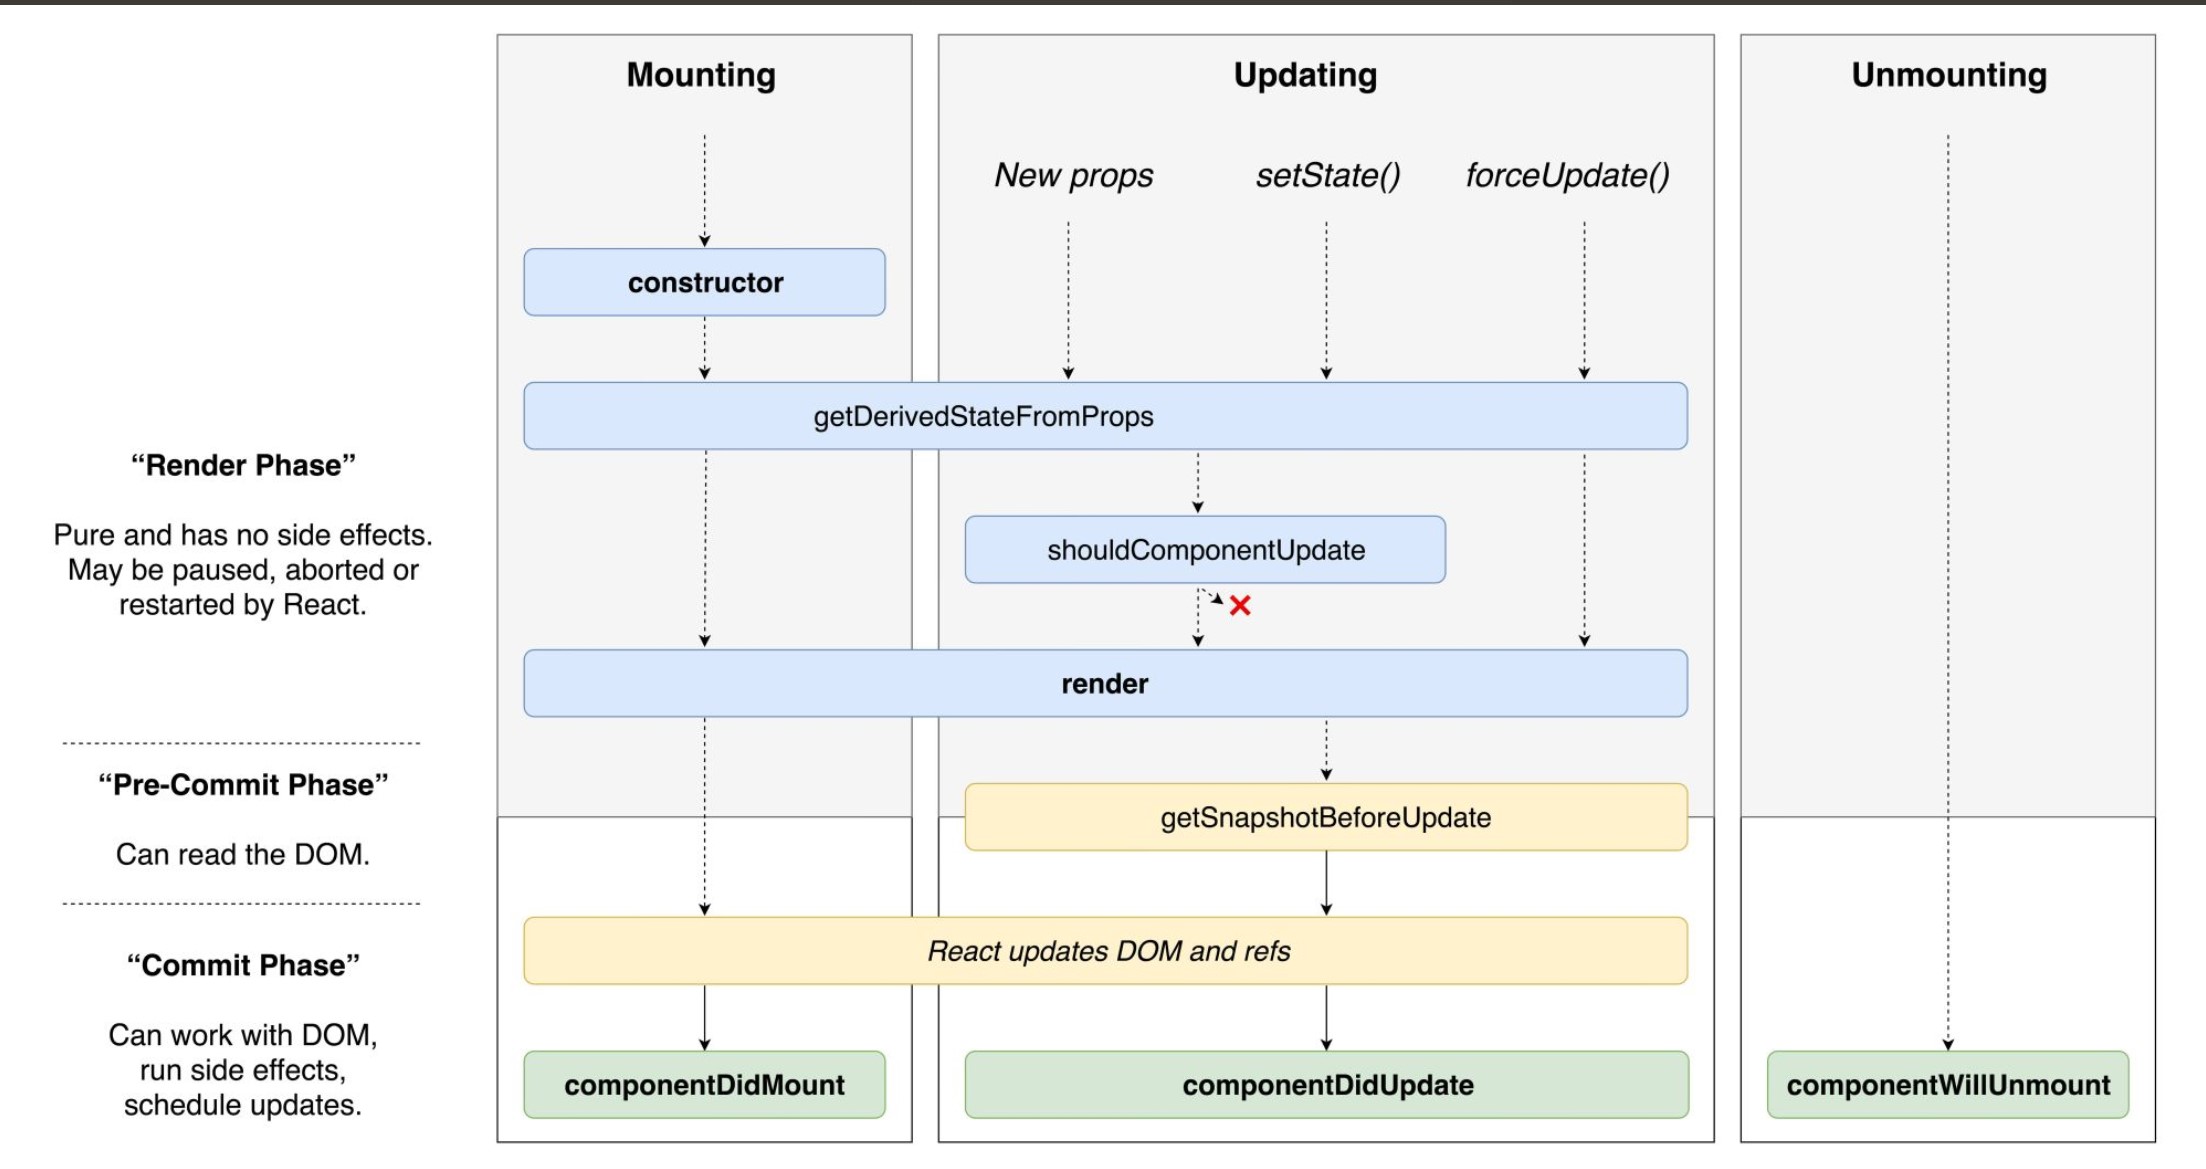 Mounting
Updating
Unmounting
New props
setState()
forceUpdate()
constructor
getDerivedStateFromProps
“Render Phase”
Pure and has no side effects.
May be paused, aborted or
restarted by React.
shouldComponentUpdate
render
“Pre-Commit Phase”
Can read the DOM.
getSnapshotBeforeUpdate
“Commit Phase”
Can work with DOM,
run side effects,
schedule updates.
React updates DOM and refs
componentDidMount
componentDidUpdate
componentWillUnmount